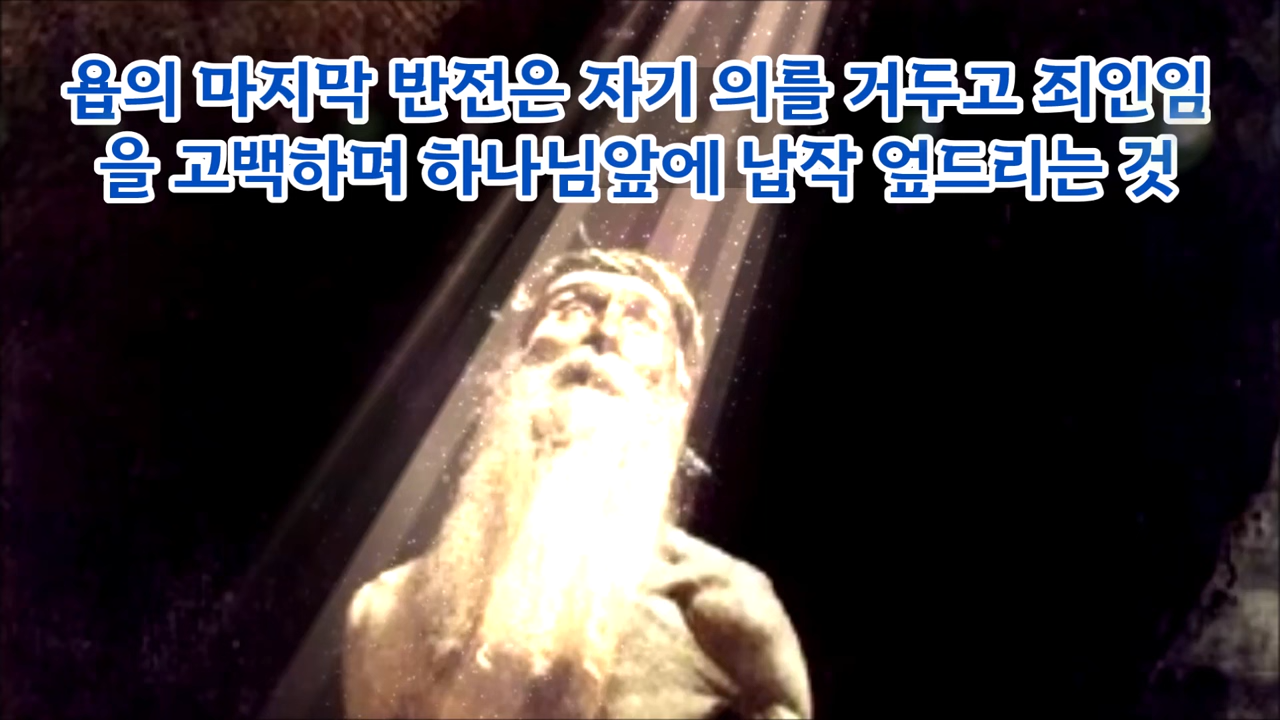 욥의 마지막 반전은 자기 의를 거두고 죄인임
을 고백하며 하나님앞에 납작 엎드리는 것